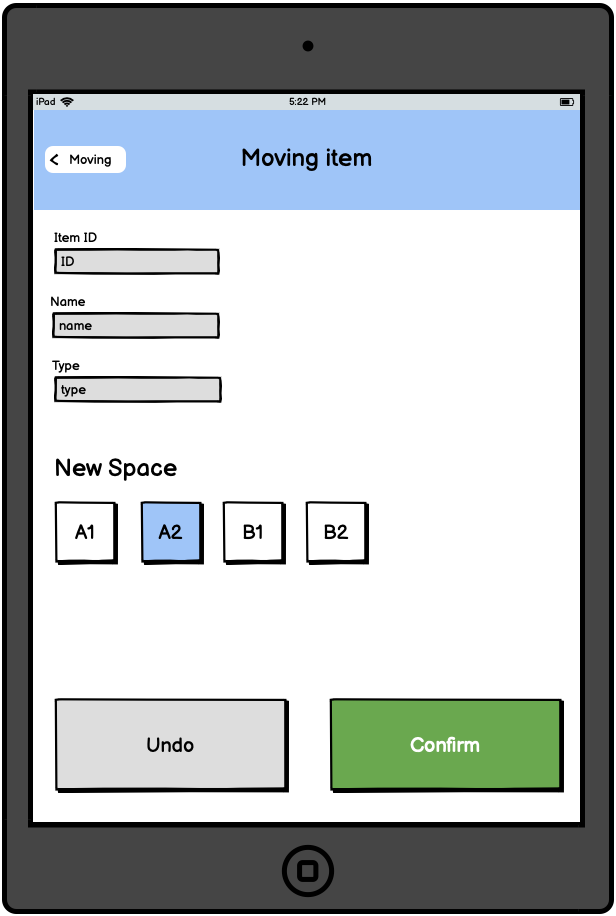 iPad 5:22 PM
Moving
Moving item
Item ID
ID
Name
name
Type
type
New Space
A1 A2 B1 B2
Undo Confirm